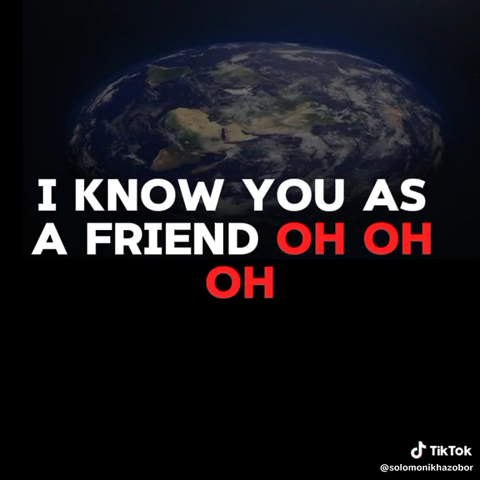 I KNOW YOU AS
A FRIEND OH OH
OH
TikTok
@solomonikhazobor